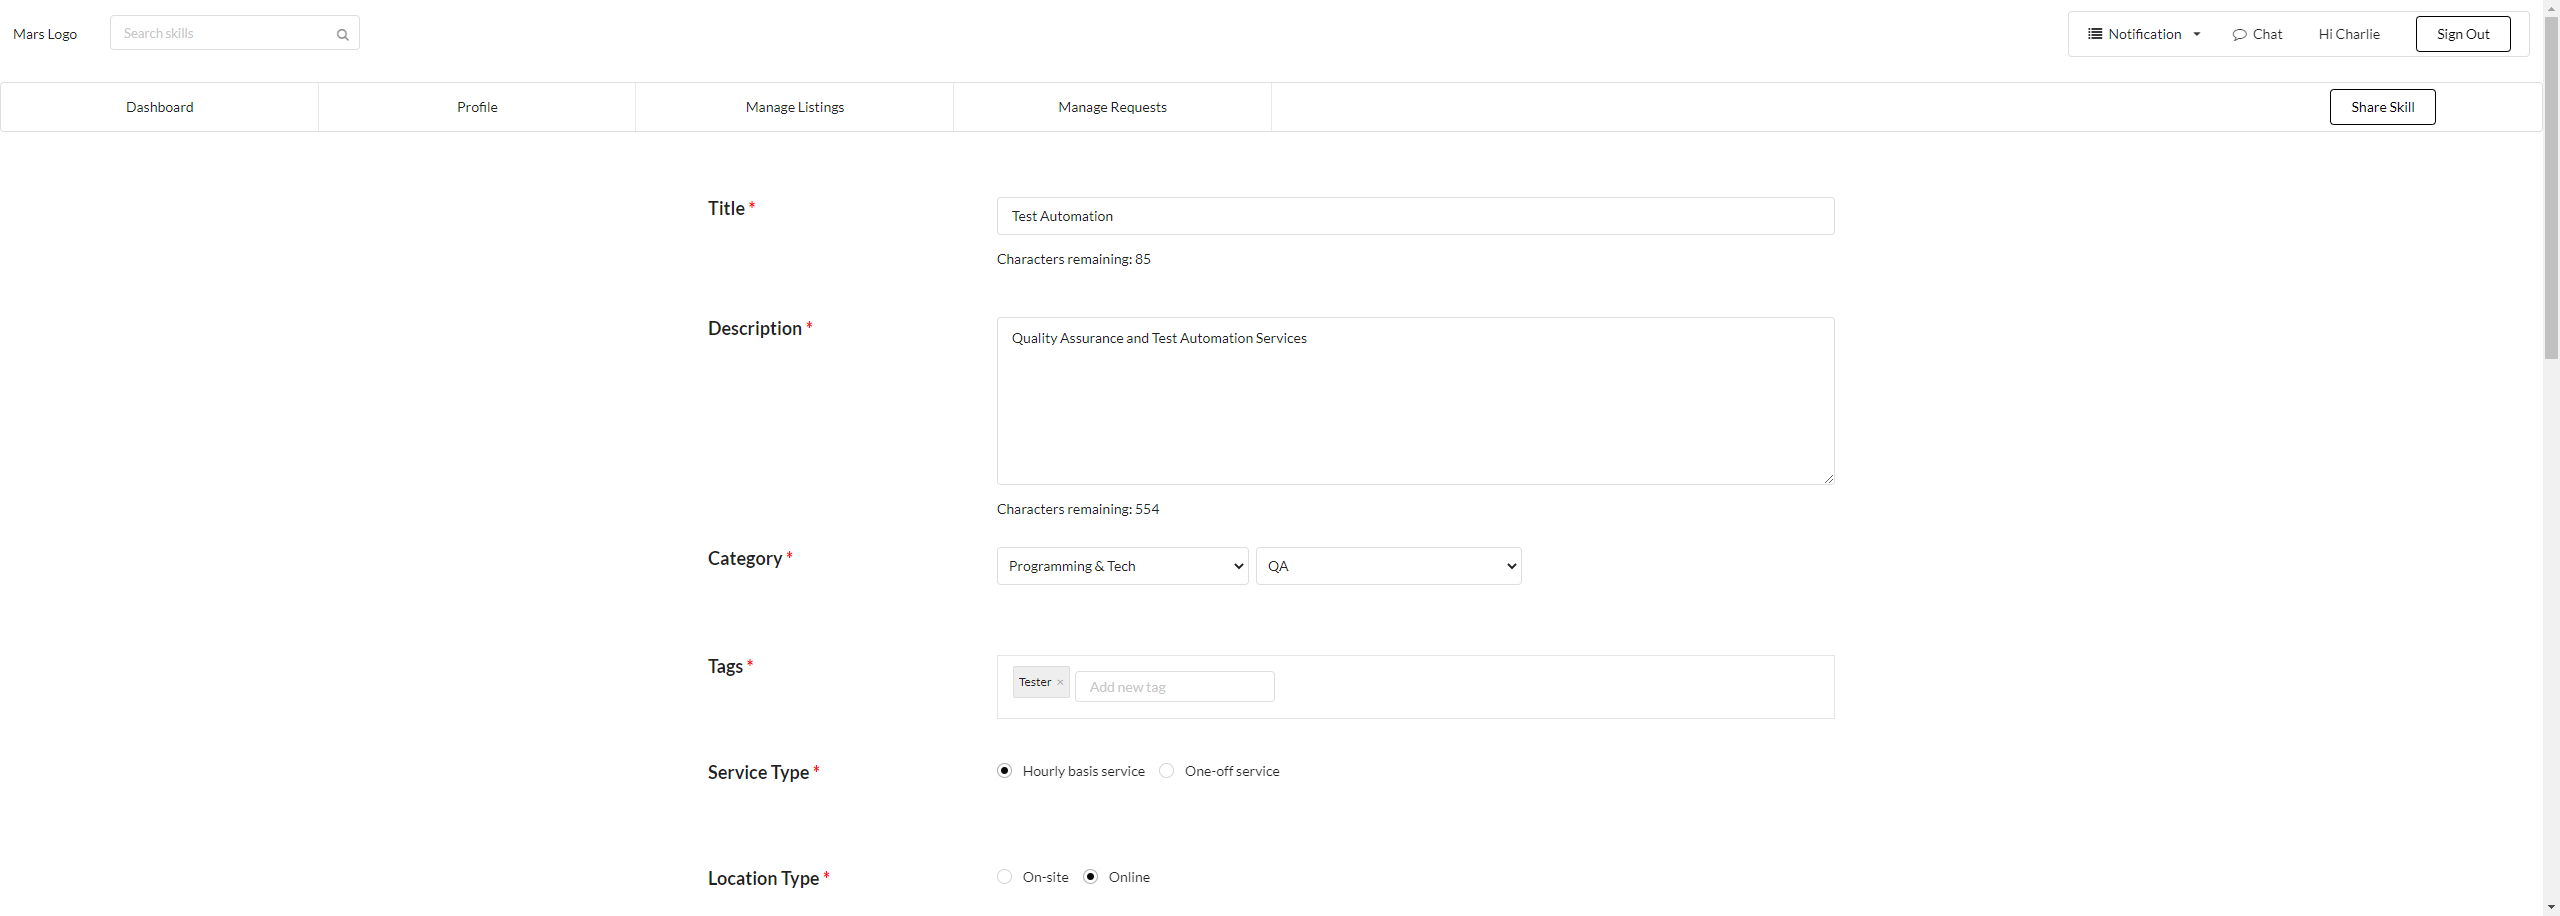 Mars Logo
Search skills
Notification
Chat
Hi Charlie
Sign Out
Dashboard
Profile
Manage Listings
Manage Requests
Share Skill
Title *
Test Automation
Characters remaining: 85
Description *
Quality Assurance and Test Automation Services
Characters remaining: 554
Category *
Programming & Tech
QA
Tags *
Tester ×
Add new tag
Service Type *
Hourly basis service
One-off service
Location Type *
On-site
Online